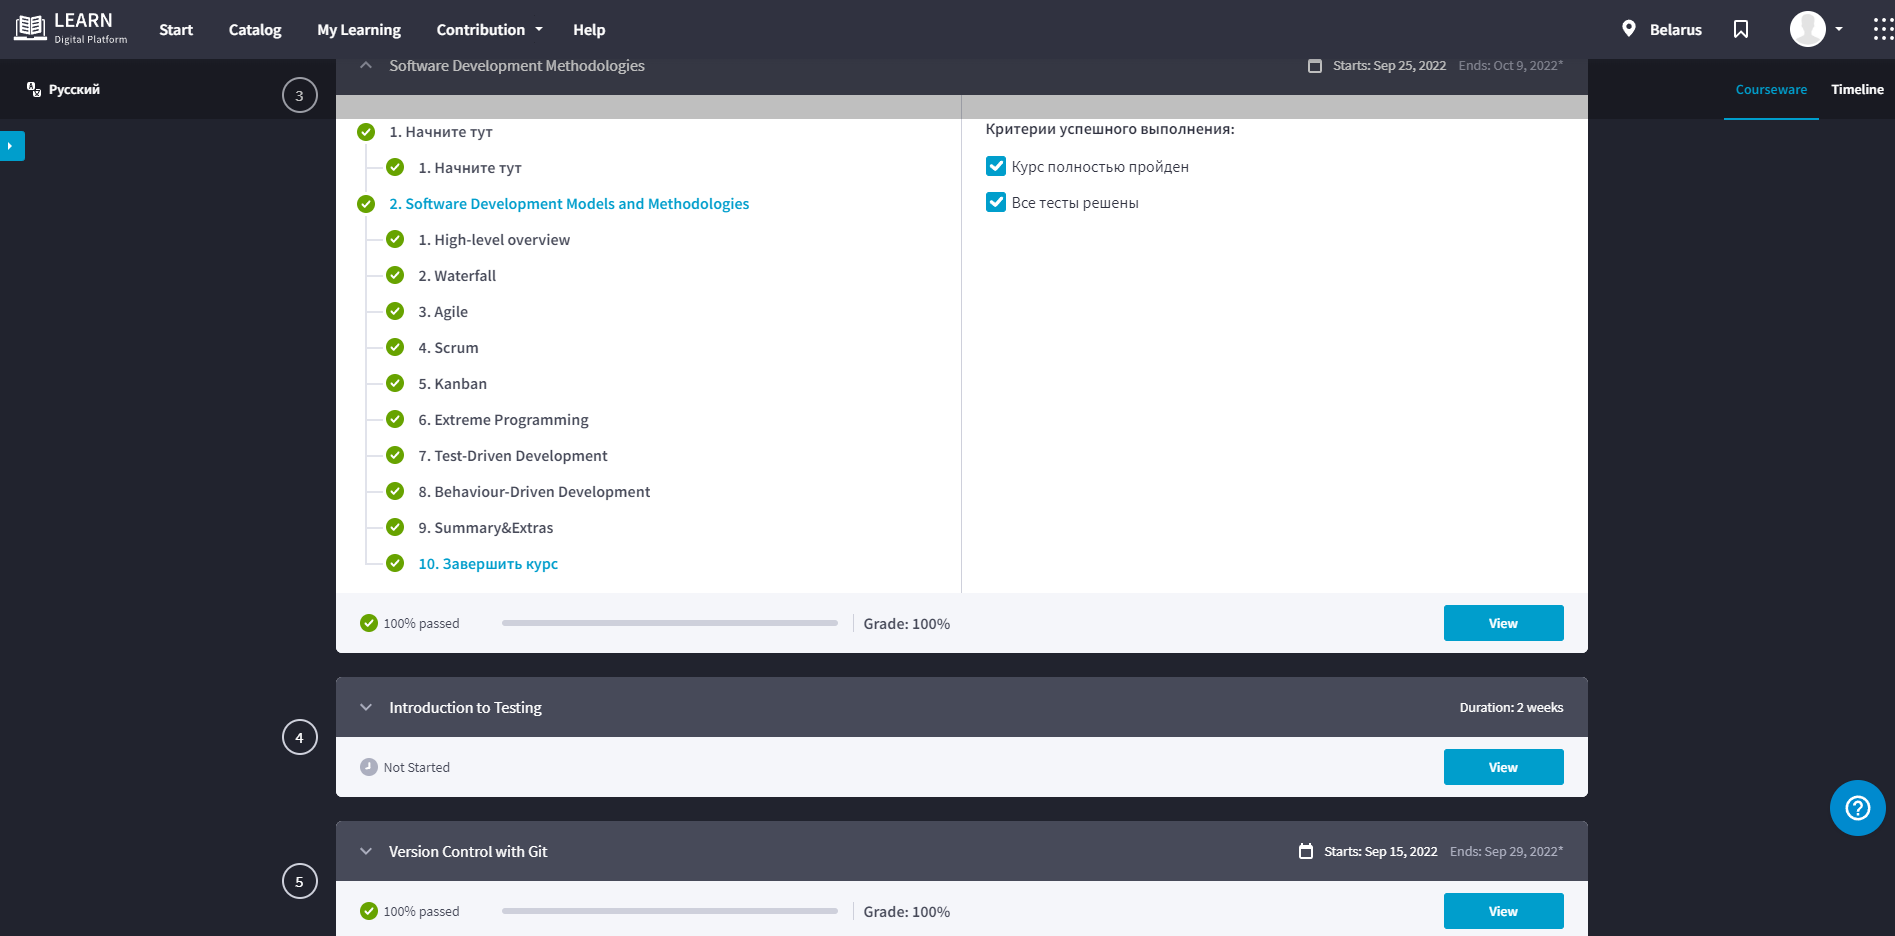 LEARN
Digital Platform
Start
Catalog
My Learning
Contribution
Help
Belarus
Русский
Courseware
Timeline
3
Software Development Methodologies
Starts: Sep 25, 2022
Ends: Oct 9, 2022*
1. Начните тут
1. Начните тут
2. Software Development Models and Methodologies
1. High-level overview
2. Waterfall
3. Agile
4. Scrum
5. Kanban
6. Extreme Programming
7. Test-Driven Development
8. Behaviour-Driven Development
9. Summary&Extras
10. Завершить курс
Критерии успешного выполнения:
Курс полностью пройден
Все тесты решены
100% passed
Grade: 100%
View
4
Introduction to Testing
Duration: 2 weeks
Not Started
View
5
Version Control with Git
Starts: Sep 15, 2022
Ends: Sep 29, 2022*
100% passed
Grade: 100%
View